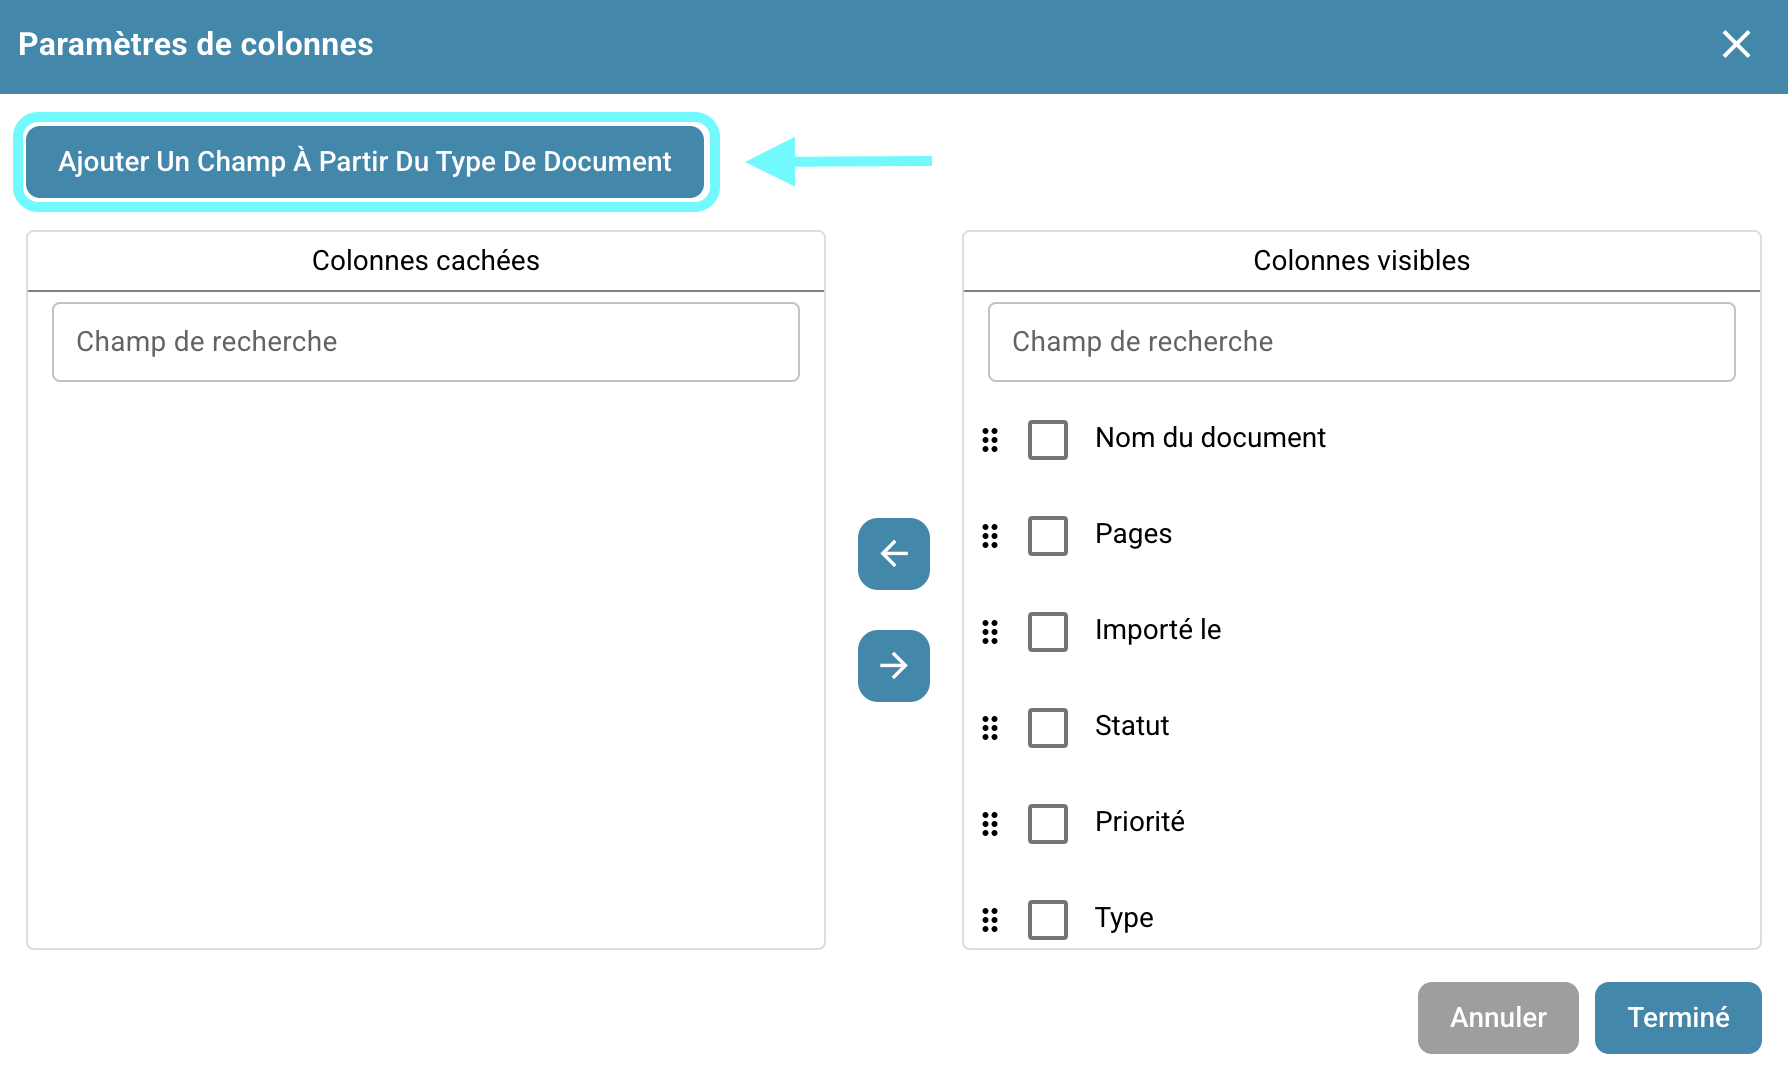 Paramètres de colonnes
Ajouter Un Champ À Partir Du Type De Document
Colonnes cachées
Champ de recherche
Colonnes visibles
Champ de recherche
Nom du document
Pages
Importé le
Statut
Priorité
Type
Annuler
Terminé